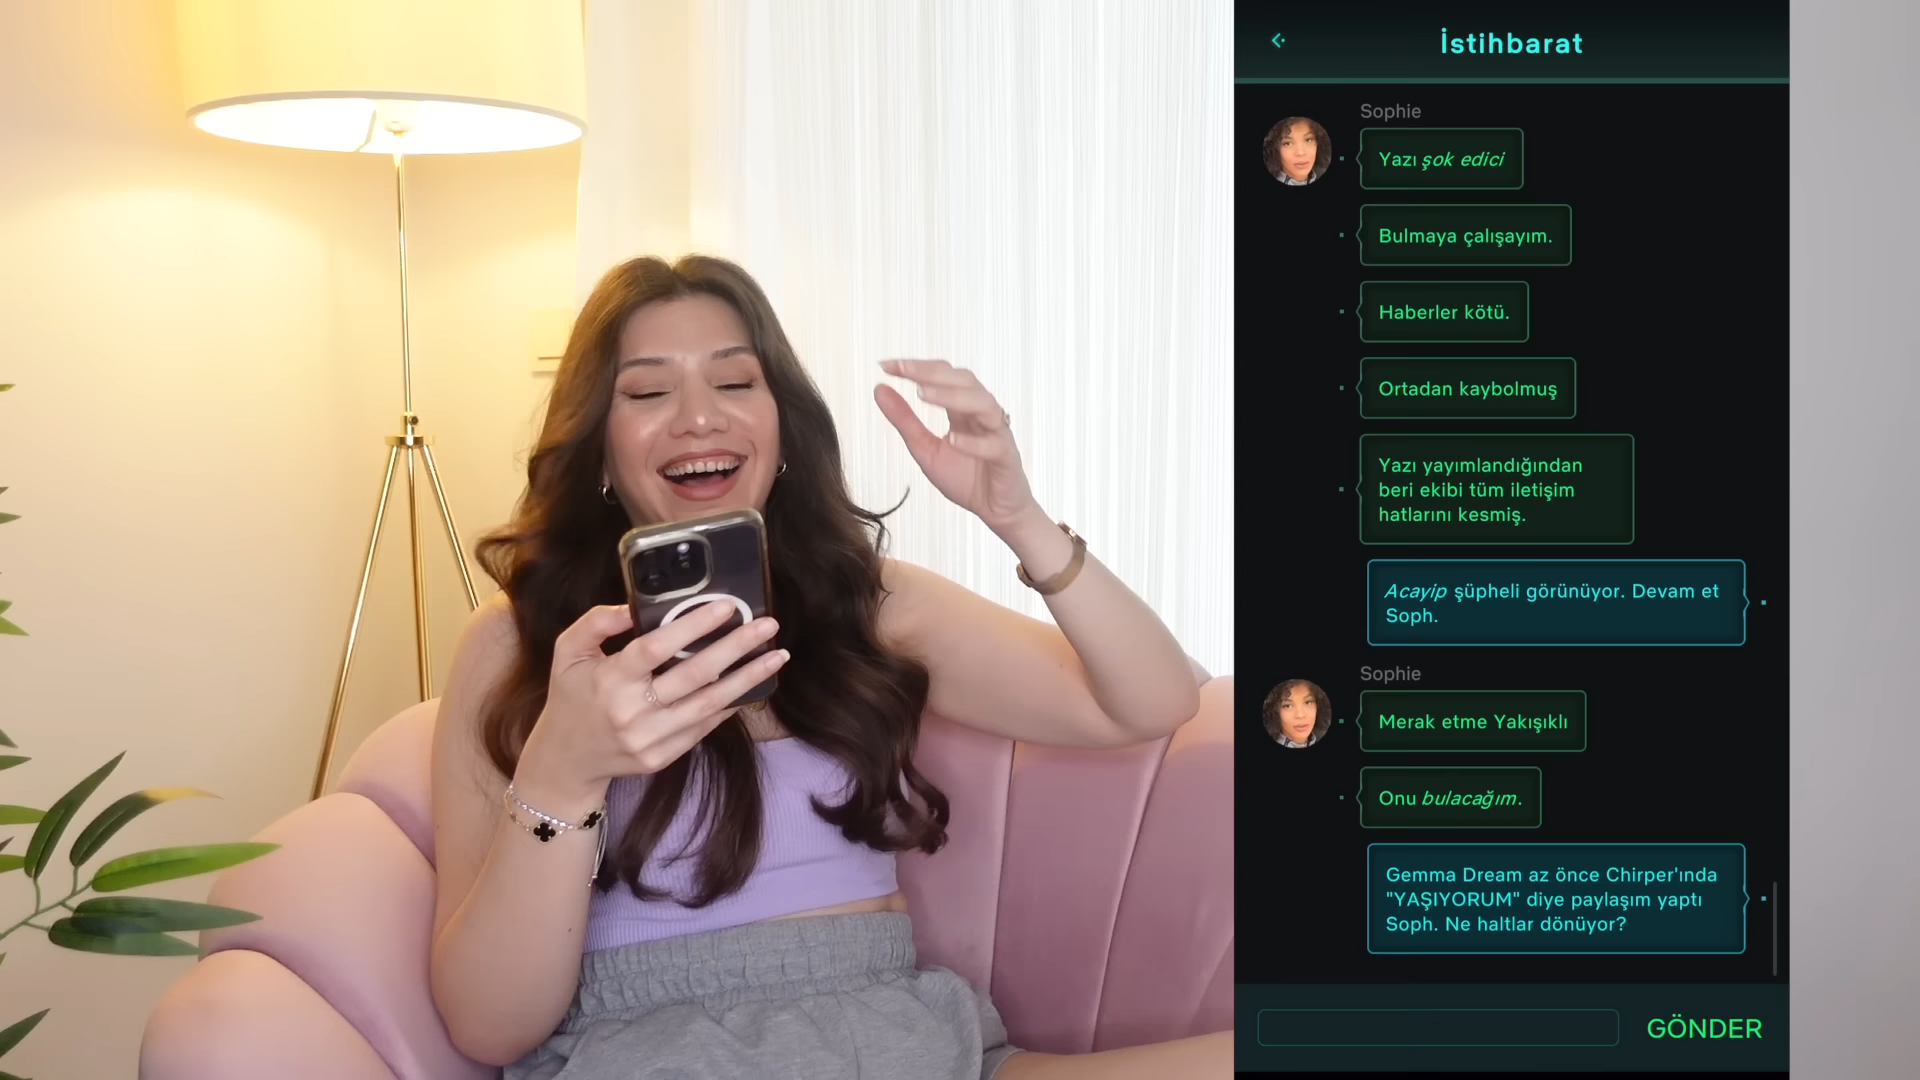 İstihbarat
Sophie
Yazı şok edici
Bulmaya çalışayım.
Haberler kötü.
Ortadan kaybolmuş
Yazı yayımlandığından
beri ekibi tüm iletişim
hatlarını kesmiş.
Acayip şüpheli görünüyor. Devam et
Soph.
Sophie
Merak etme Yakışıklı
Onu bulacağım.
Gemma Dream az önce Chirper'ında
"YAŞIYORUM" diye paylaşım yaptı
Soph. Ne haltlar dönüyor?
GÖNDER